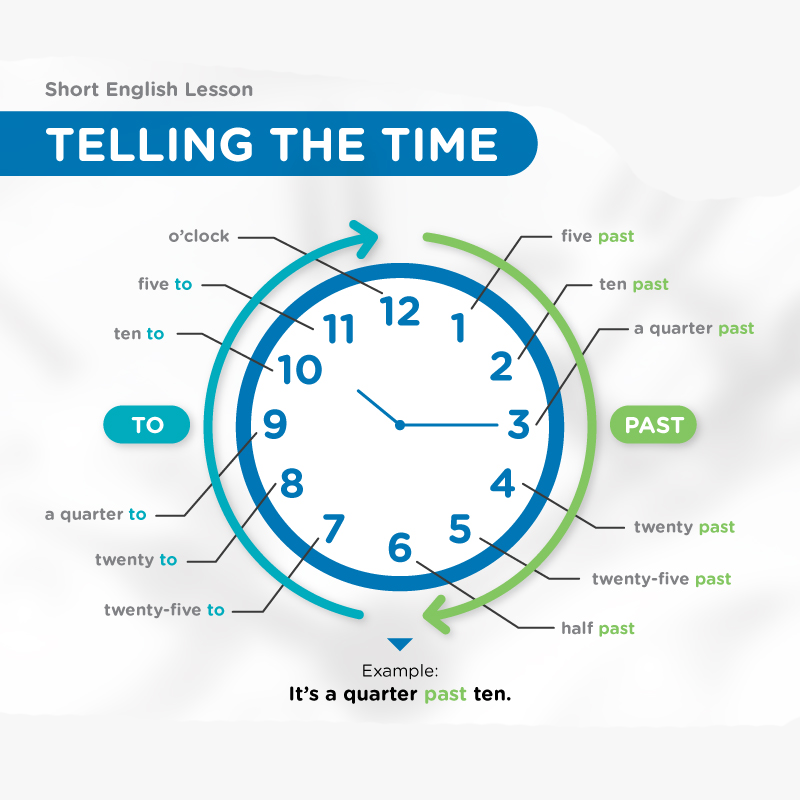 Short English Lesson
TELLING THE TIME
o’clock
five past
five to
ten past
ten to
a quarter past
12
11
1
10
2
9
3
8
4
7
5
6
TO
PAST
a quarter to
twenty past
twenty to
twenty-five past
twenty-five to
half past
Example:
It’s a quarter past ten.